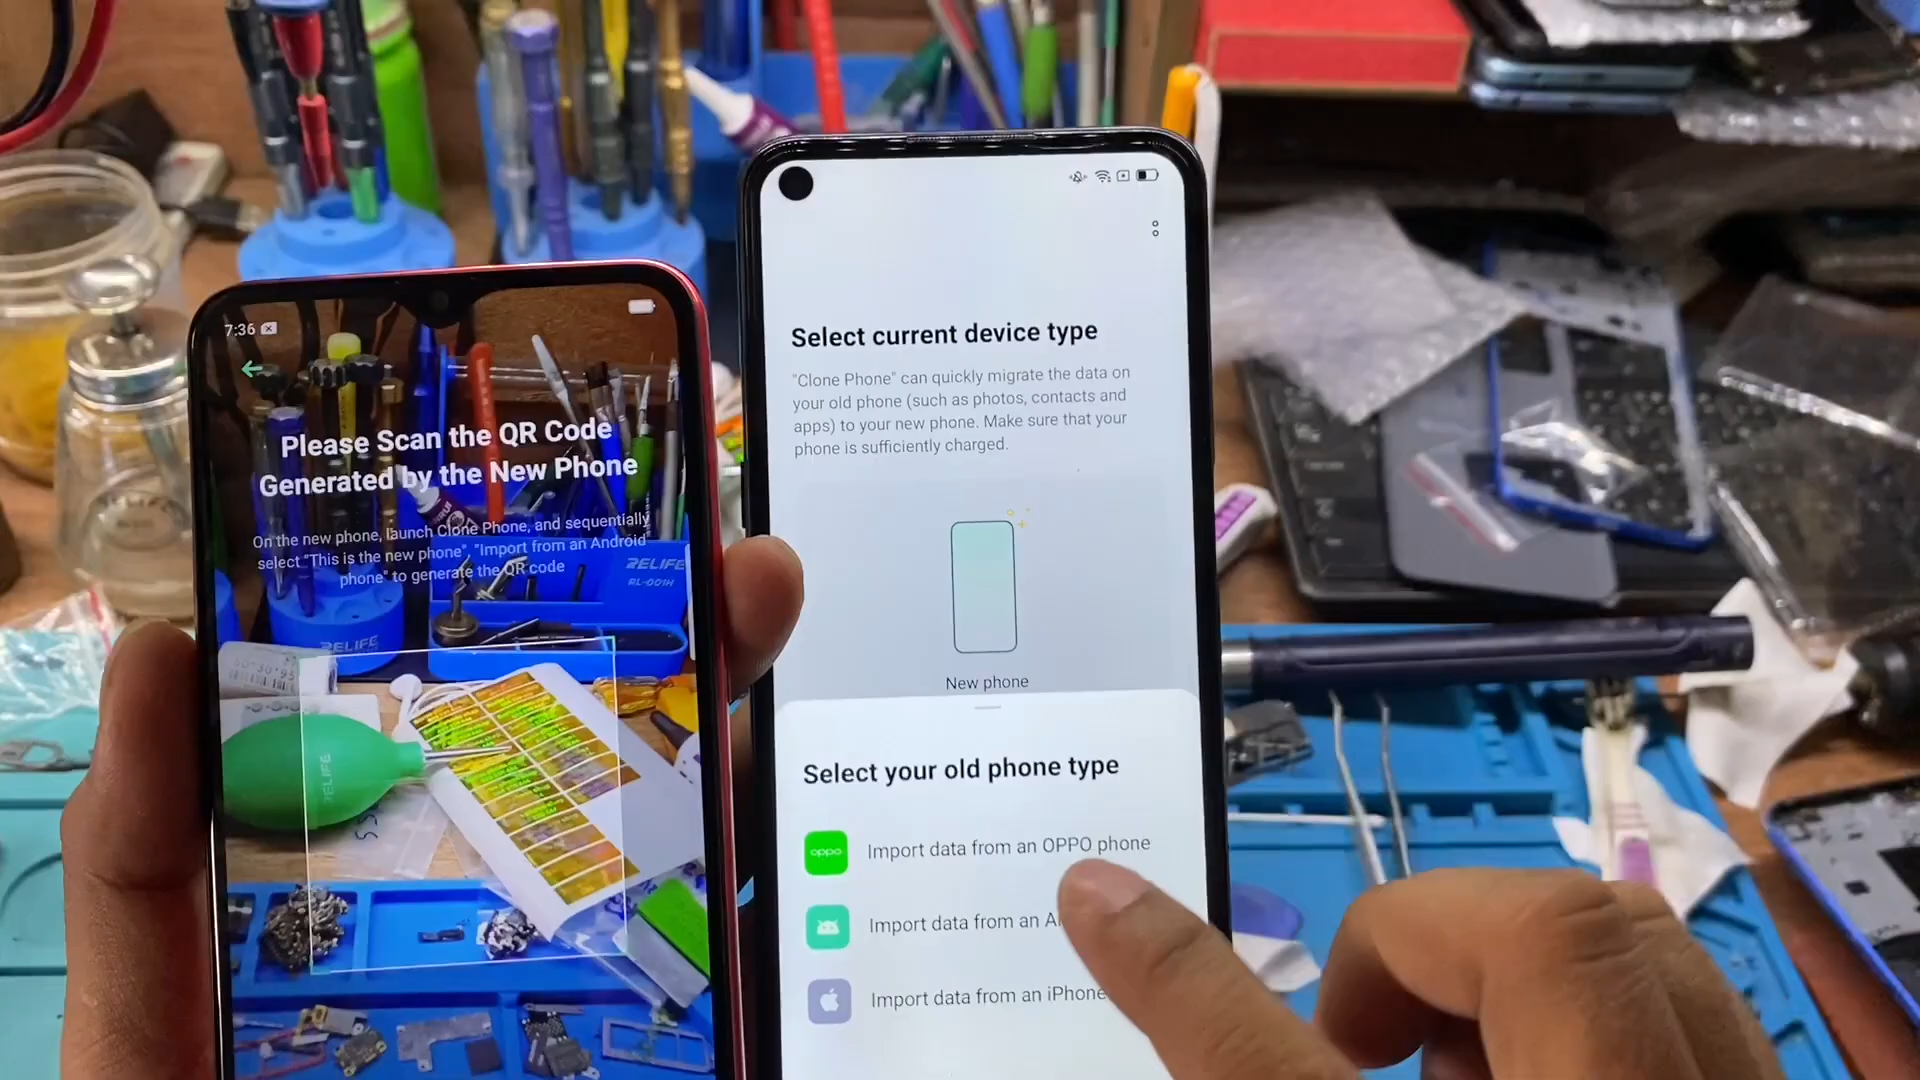 7:36
Please Scan the QR Code
Generated by the New Phone
On the new phone, launch Clone Phone, and sequentially
select "This is the new phone", "Import from an Android
phone" to generate the QR code
RELIFE
RL-001H
RELIFE
RELIFE
Select current device type
"Clone Phone" can quickly migrate the data on
your old phone (such as photos, contacts and
apps) to your new phone. Make sure that your
phone is sufficiently charged.
New phone
Select your old phone type
oppo
Import data from an OPPO phone
Import data from an A
Import data from an iPhone